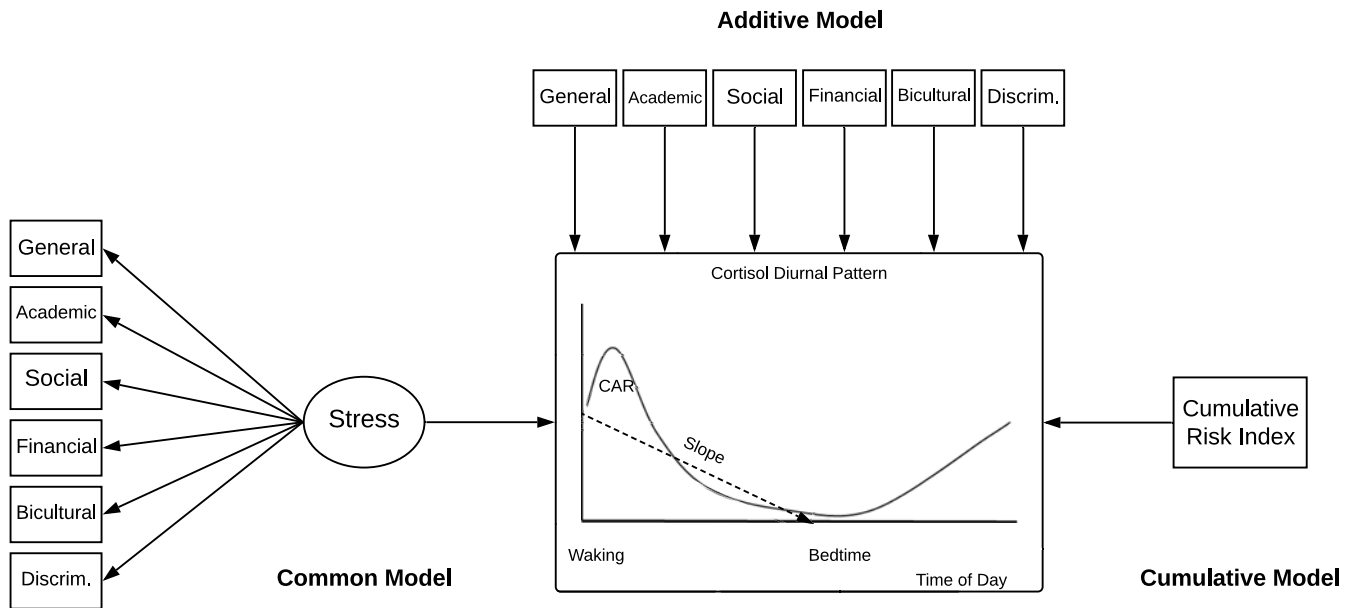 Additive Model
General
Academic
Social
Financial
Bicultural
Discrim.
General
Academic
Social
Financial
Bicultural
Discrim.
Stress
Common Model
Cortisol Diurnal Pattern
CAR
Slope
Waking
Bedtime
Time of Day
Cumulative
Risk Index
Cumulative Model